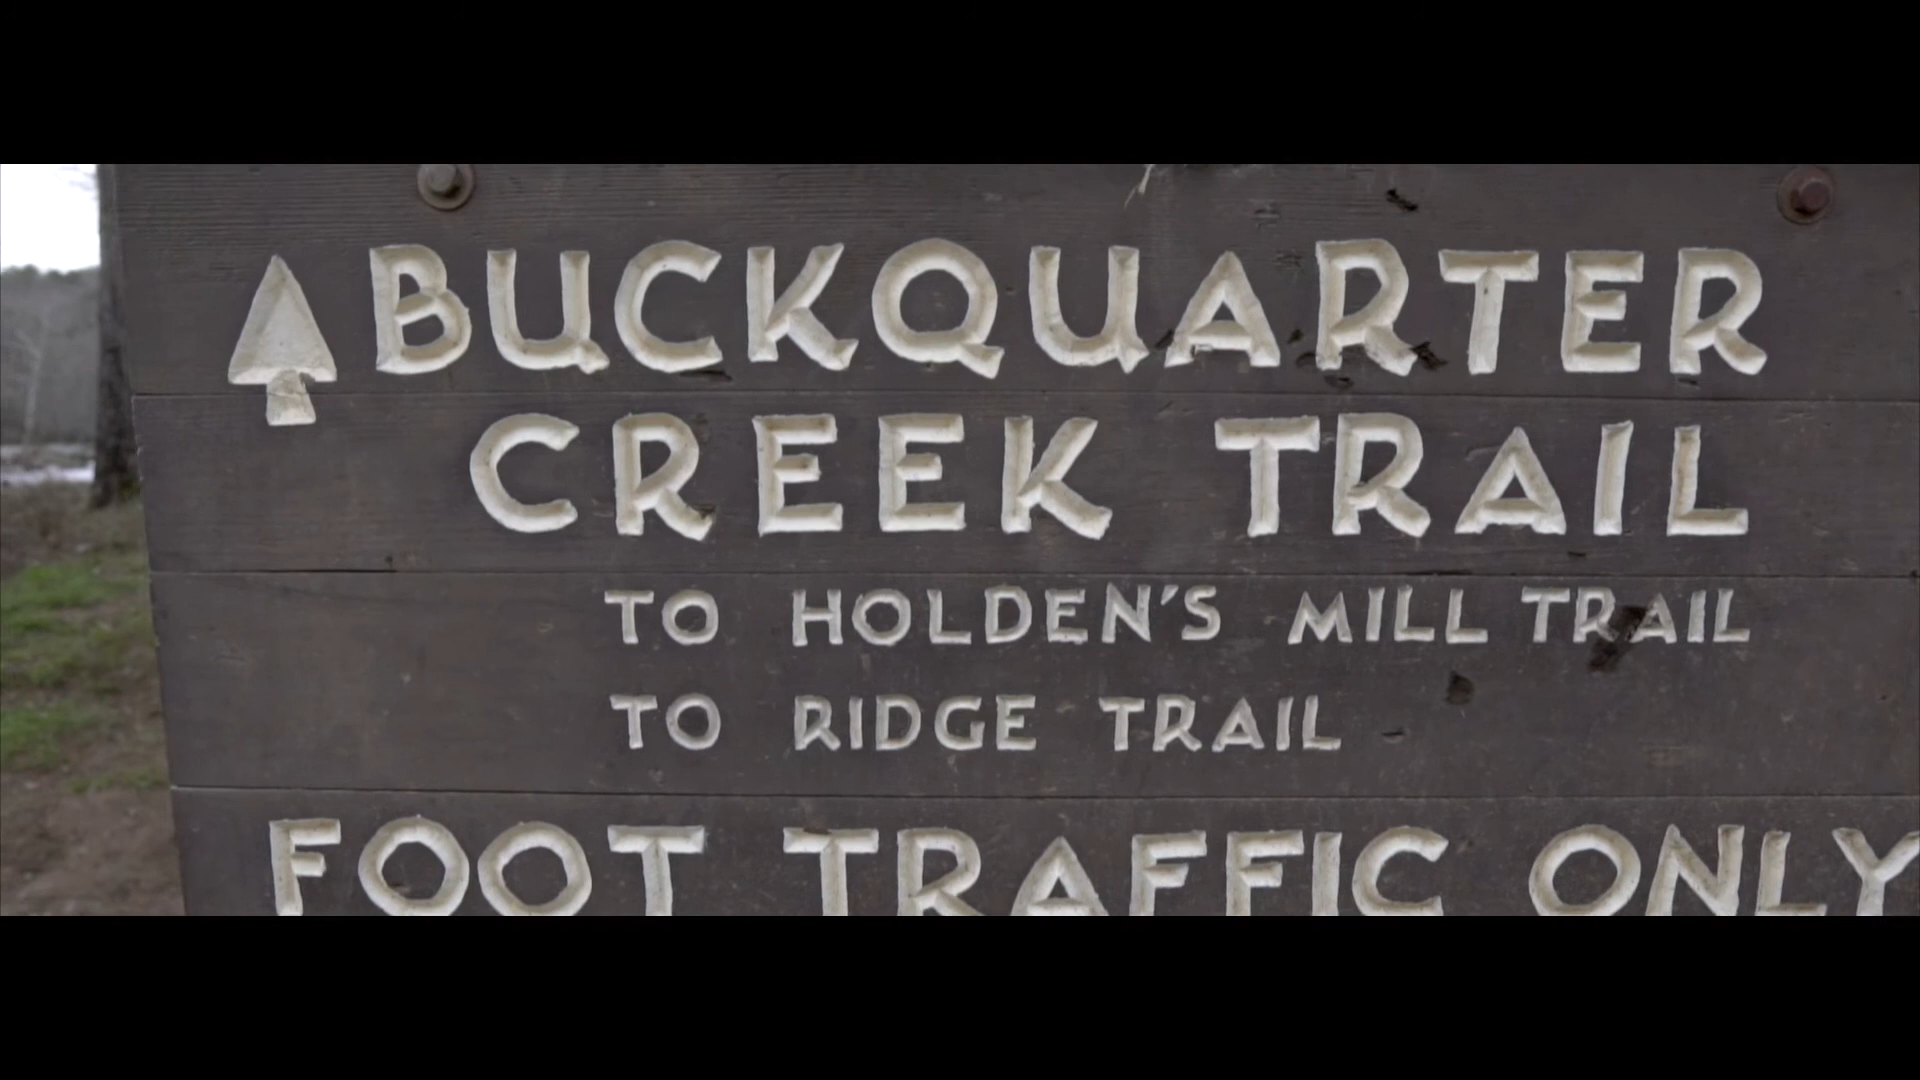 BUCKQUARTER
CREEK TRAIL
TO HOLDEN'S MILL TRAIL
TO RIDGE TRAIL
FOOT TRAFFIC ONLY